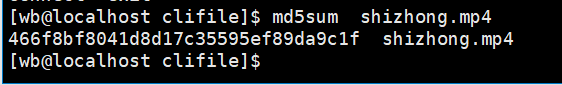 [wb@localhost clifile]$ md5sum  shizhong.mp4
466f8bf8041d8d17c35595ef89da9c1f  shizhong.mp4
[wb@localhost clifile]$